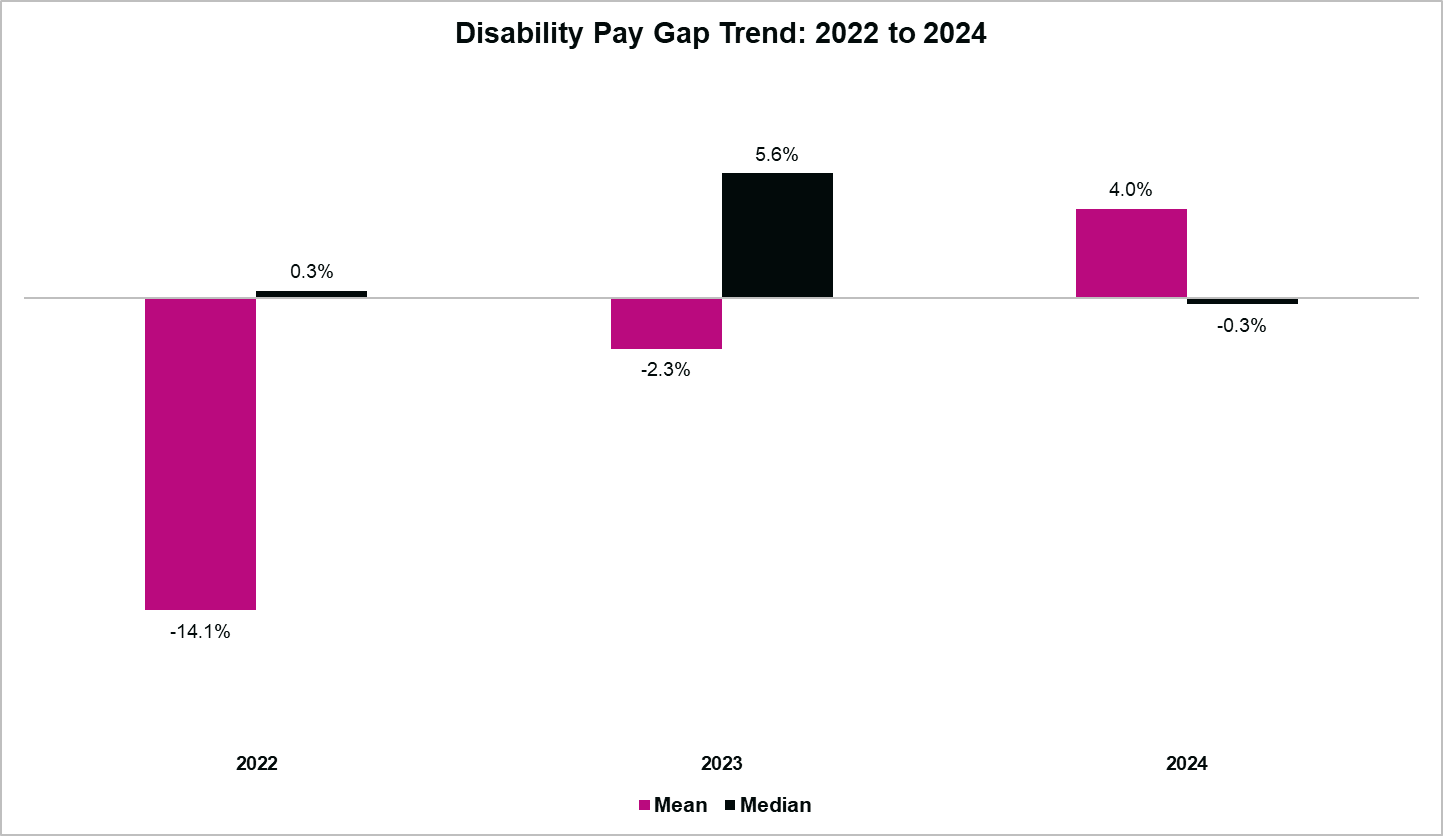 Disability Pay Gap Trend: 2022 to 2024
5.6%
4.0%
0.3%
-0.3%
-2.3%
-14.1%
2022 2023 2024
Mean Median